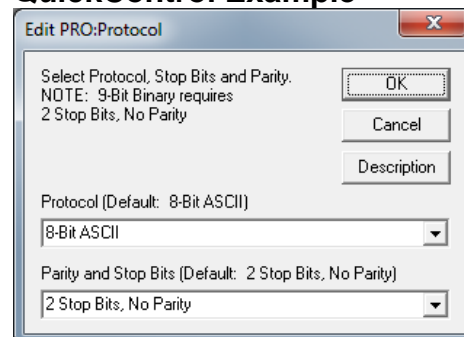 QuickControl Example
Edit PRO:Protocol
Select Protocol, Stop Bits and Parity.
NOTE:  9-Bit Binary requires
2 Stop Bits, No Parity
OK
Cancel
Description
Protocol (Default:  8-Bit ASCII)
8-Bit ASCII
Parity and Stop Bits (Default:  2 Stop Bits, No Parity)
2 Stop Bits, No Parity